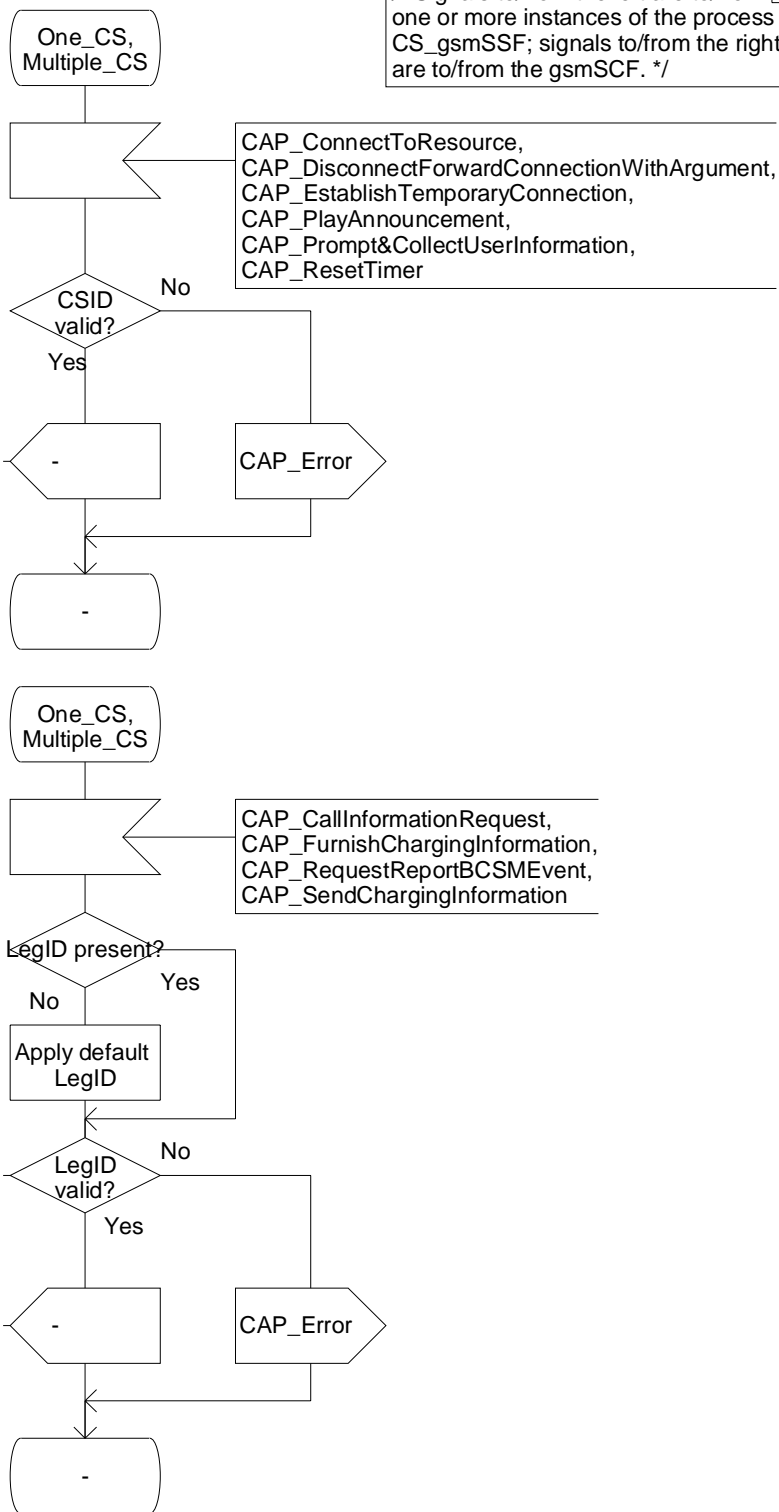 one or more instances of the process
CS_gsmSSF; signals to/from the right
are to/from the gsmSCF. */
One_CS,
Multiple_CS
CAP_ConnectToResource,
CAP_DisconnectForwardConnectionWithArgument,
CAP_EstablishTemporaryConnection,
CAP_PlayAnnouncement,
CAP_Prompt&CollectUserInformation,
CAP_ResetTimer
CSID
valid?
No
Yes
-
CAP_Error
-
One_CS,
Multiple_CS
CAP_CallInformationRequest,
CAP_FurnishChargingInformation,
CAP_RequestReportBCSMEvent,
CAP_SendChargingInformation
LegID present?
Yes
No
Apply default
LegID
LegID
valid?
No
Yes
-
CAP_Error
-